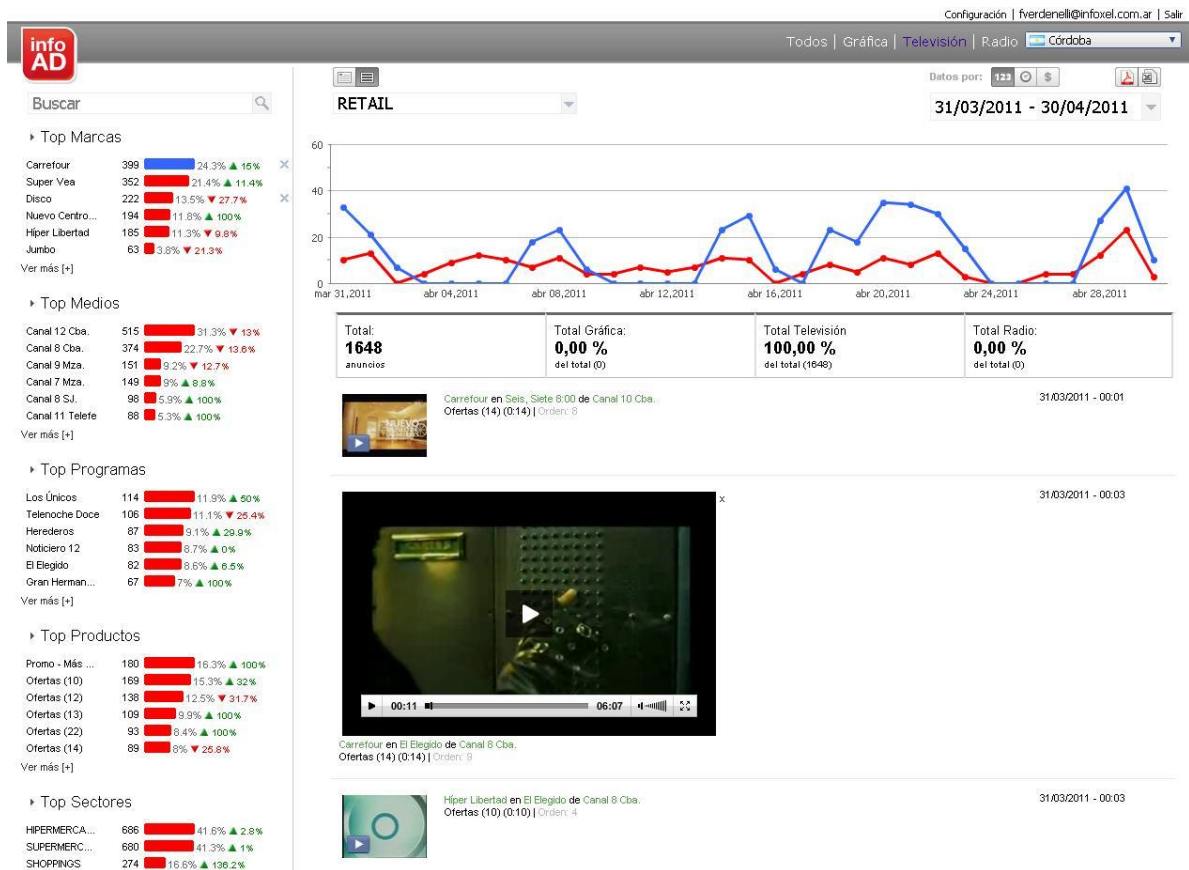 Configuración | fverdenelli@infoxel.com.ar | Salir
info
AD
Todos | Gráfica | Televisión | Radio Córdoba
Datos por: 123 $
Buscar
RETAIL
31/03/2011 - 30/04/2011
Top Marcas
Carrefour 399 24.3% ▲ 15%
Super Vea 352 21.4% ▲ 11.4%
Disco 222 13.5% ▼ 27.7%
Nuevo Centro... 194 11.8% ▲ 100%
Híper Libertad 185 11.3% ▼ 9.8%
Jumbo 63 3.8% ▼ 21.3%
Ver más [+]
Top Medios
Canal 12 Cba. 515 31.3% ▼ 13%
Canal 8 Cba. 374 22.7% ▼ 13.6%
Canal 9 Mza. 151 9.2% ▼ 12.7%
Canal 7 Mza. 149 9% ▲ 8.8%
Canal 8 SJ. 98 5.9% ▲ 100%
Canal 11 Telefe 88 5.3% ▲ 100%
Ver más [+]
Top Programas
Los Únicos 114 11.9% ▲ 50%
Telenoche Doce 106 11.1% ▼ 25.4%
Herederos 87 9.1% ▲ 29.9%
Noticiero 12 83 8.7% ▲ 0%
El Elegido 82 8.6% ▲ 6.5%
Gran Herman... 67 7% ▲ 100%
Ver más [+]
Top Productos
Promo - Más ... 180 16.3% ▲ 100%
Ofertas (10) 169 15.3% ▲ 32%
Ofertas (12) 138 12.5% ▼ 31.7%
Ofertas (13) 109 9.9% ▲ 100%
Ofertas (22) 93 8.4% ▲ 100%
Ofertas (14) 89 8% ▼ 25.8%
Ver más [+]
Top Sectores
HIPERMERCA... 686 41.6% ▲ 2.8%
SUPERMERC... 680 41.3% ▲ 1%
SHOPPINGS 274 16.6% ▲ 136.2%
60
40
20
0
mar 31,2011 abr 04,2011 abr 08,2011 abr 12,2011 abr 16,2011 abr 20,2011 abr 24,2011 abr 28,2011
Total: Total Gráfica: Total Televisión Total Radio:
1648 0,00 % 100,00 % 0,00 %
anuncios del total (0) del total (1648) del total (0)
NUEVO
Carrefour en Seis, Siete 8:00 de Canal 10 Cba. 31/03/2011 - 00:01
Ofertas (14) (0:14) | Orden: 8
x 31/03/2011 - 00:03
00:11 06:07
Carrefour en El Elegido de Canal 8 Cba.
Ofertas (14) (0:14) | Orden: 9
Híper Libertad en El Elegido de Canal 8 Cba. 31/03/2011 - 00:03
Ofertas (10) (0:10) | Orden: 4